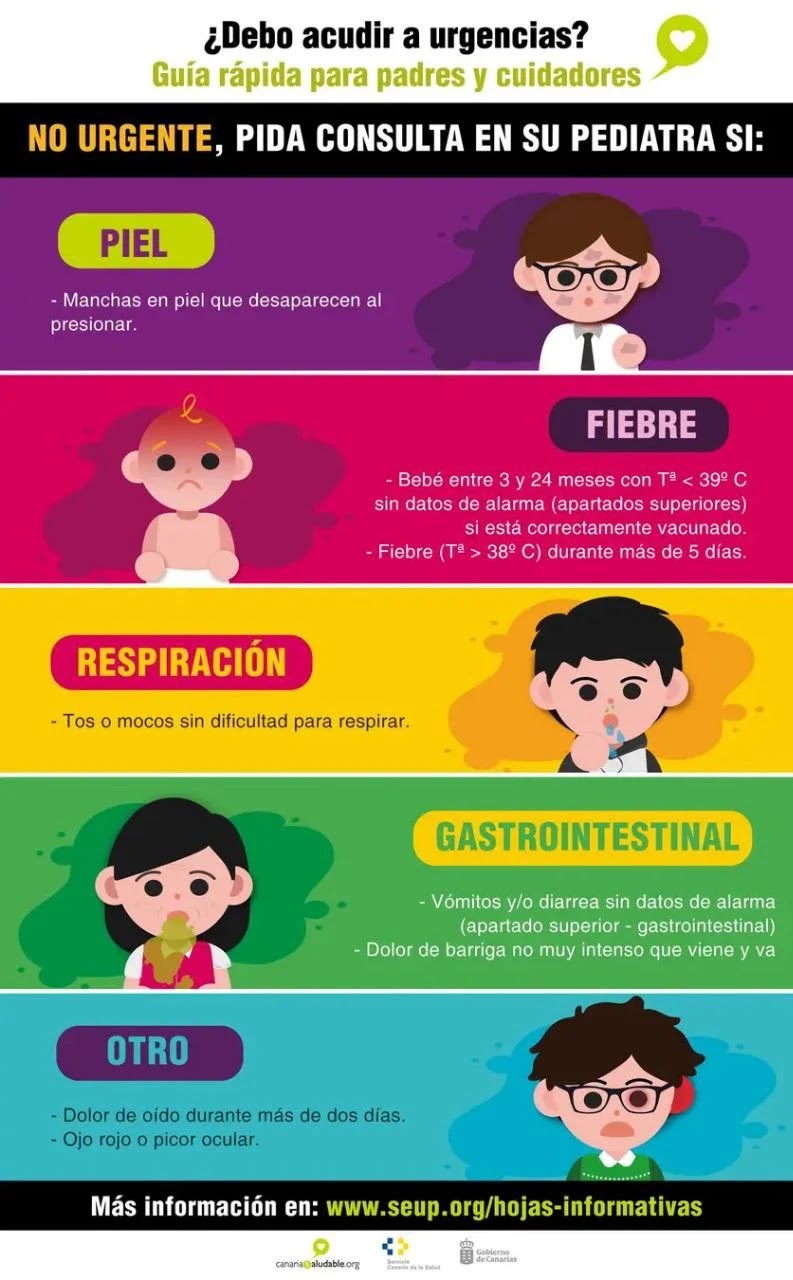 ¿Debo acudir a urgencias?
Guía rápida para padres y cuidadores
NO URGENTE, PIDA CONSULTA EN SU PEDIATRA SI:
PIEL
- Manchas en piel que desaparecen al
presionar.
FIEBRE
- Bebé entre 3 y 24 meses con Tª < 39º C
sin datos de alarma (apartados superiores)
si está correctamente vacunado.
- Fiebre (Tª > 38º C) durante más de 5 días.
RESPIRACIÓN
- Tos o mocos sin dificultad para respirar.
GASTROINTESTINAL
- Vómitos y/o diarrea sin datos de alarma
(apartado superior - gastrointestinal)
- Dolor de barriga no muy intenso que viene y va
OTRO
- Dolor de oído durante más de dos días.
- Ojo rojo o picor ocular.
Más información en: www.seup.org/hojas-informativas
canariasaludable.org
Servicio
Canario de la Salud
Gobierno
de Canarias